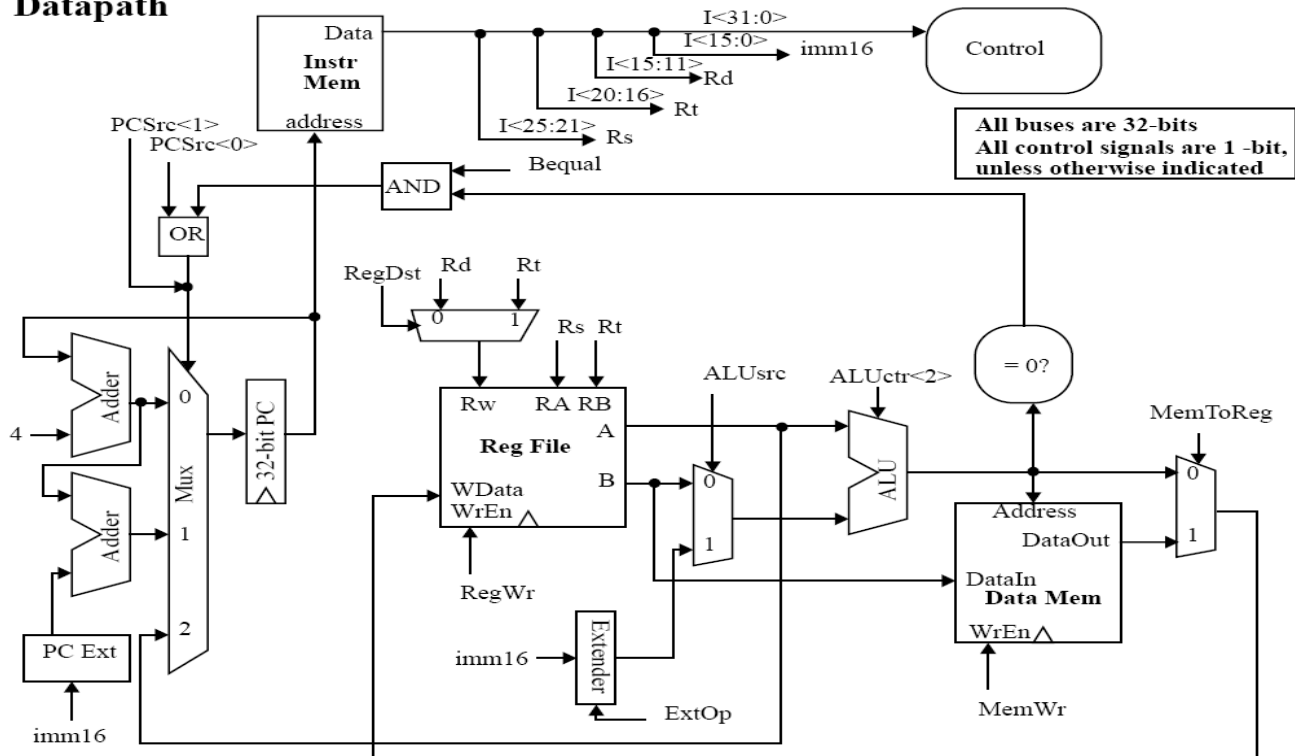 Datapath
Data
Instr
Mem
address
I<31:0>
I<15:0>
imm16
I<15:11>
Rd
I<20:16>
Rt
I<25:21>
Rs
Control
All buses are 32-bits
All control signals are 1 -bit,
unless otherwise indicated
PCSrc<1>
PCSrc<0>
Bequal
AND
OR
RegDst
Rd
Rt
0
1
Rs
Rt
ALUsrc
ALUctr<2>
= 0?
MemToReg
Adder
4
0
Mux
1
2
32-bit PC
Adder
PC Ext
imm16
Rw
RA
RB
A
Reg File
B
WData
WrEn
RegWr
0
1
ALU
imm16
Extender
ExtOp
Address
DataOut
DataIn
Data Mem
WrEn
MemWr
0
1